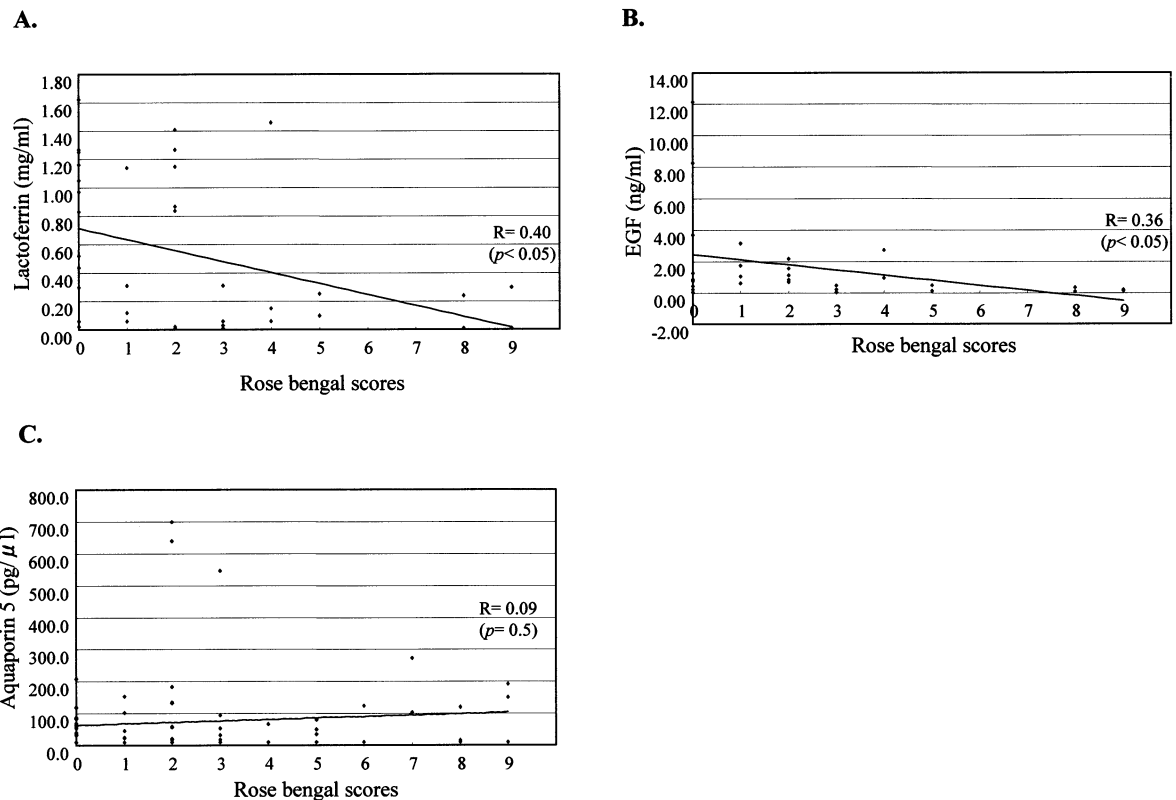 A.
1.80
1.60
1.40
1.20
1.00
0.80
0.60
0.40
0.20
0.00
Lactoferrin (mg/ml)
R= 0.40
(p< 0.05)
0 1 2 3 4 5 6 7 8 9
Rose bengal scores
B.
14.00
12.00
10.00
8.00
6.00
4.00
2.00
0.00
-2.00
EGF (ng/ml)
R= 0.36
(p< 0.05)
0 1 2 3 4 5 6 7 8 9
Rose bengal scores
C.
800.0
700.0
600.0
500.0
400.0
300.0
200.0
100.0
0.0
Aquaporin 5 (pg/μl)
R= 0.09
(p= 0.5)
0 1 2 3 4 5 6 7 8 9
Rose bengal scores